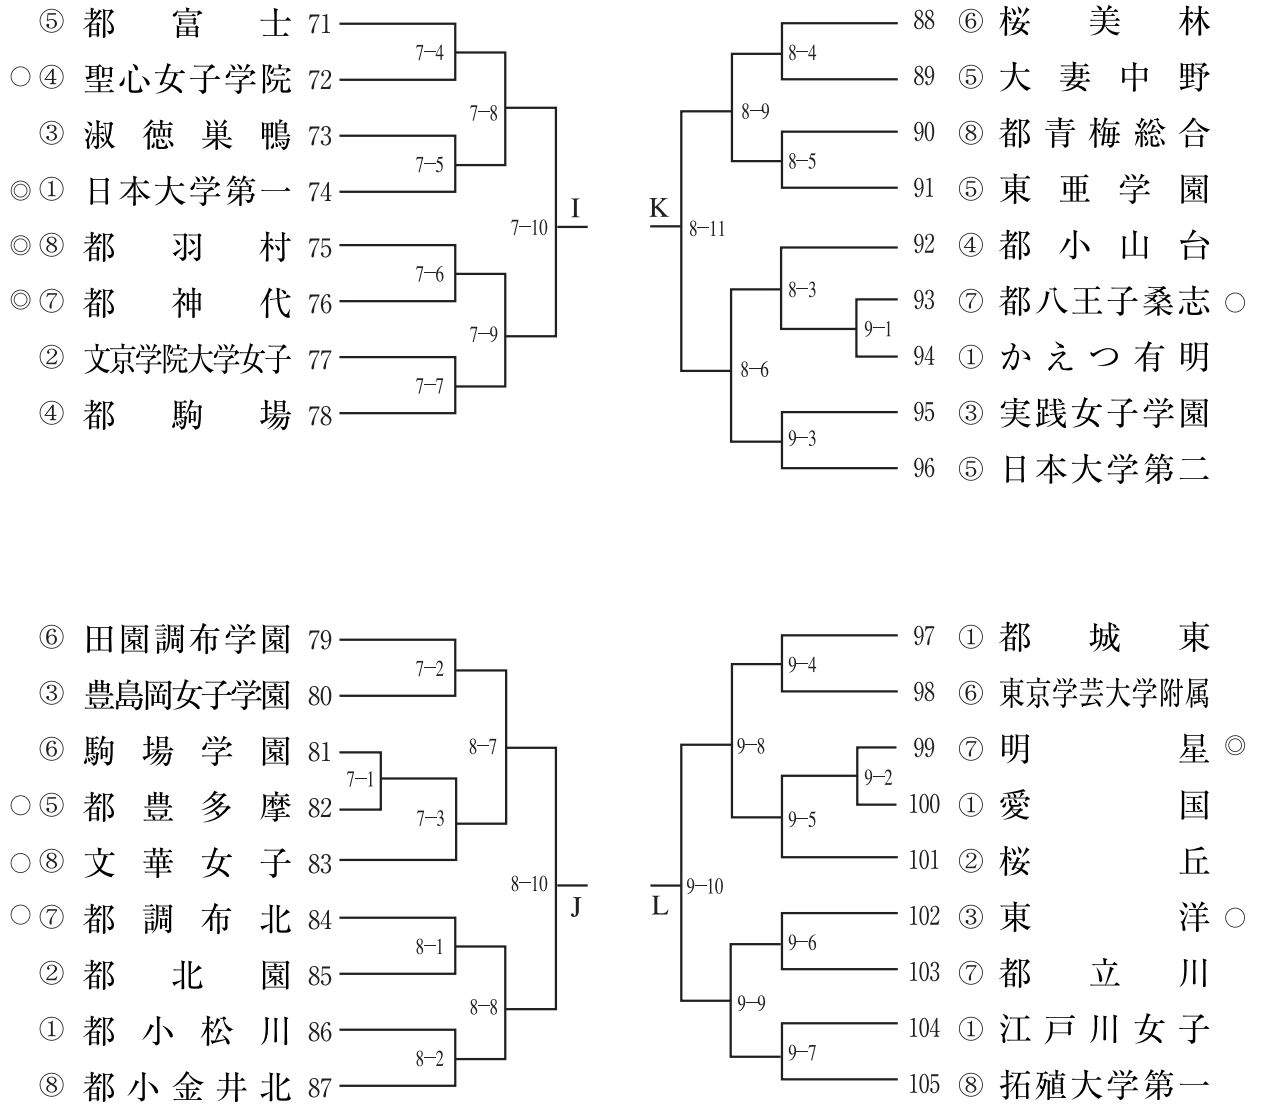 ⑤ 都富士 71
○ ④ 聖心女子学院 72
③ 淑徳巣鴨 73
◎ ① 日本大学第一 74
◎ ⑧ 都羽村 75
◎ ⑦ 都神代 76
② 文京学院大学女子 77
④ 都駒場 78
7−4
7−5
7−6
7−7
7−8
7−9
7−10
I
88 ⑥ 桜美林
89 ⑤ 大妻中野
90 ⑧ 都青梅総合
91 ⑤ 東亜学園
92 ④ 都小山台
93 ⑦ 都八王子桑志 ○
94 ① かえつ有明
95 ③ 実践女子学園
96 ⑤ 日本大学第二
8−4
8−5
8−9
8−3
9−1
8−6
9−3
8−11
K
⑥ 田園調布学園 79
③ 豊島岡女子学園 80
⑥ 駒場学園 81
○ ⑤ 都豊多摩 82
○ ⑧ 文華女子 83
○ ⑦ 都調布北 84
② 都北園 85
① 都小松川 86
⑧ 都小金井北 87
7−2
7−1
7−3
8−7
8−1
8−2
8−8
8−10
J
97 ① 都城東
98 ⑥ 東京学芸大学附属
99 ⑦ 明星 ◎
100 ① 愛国
101 ② 桜丘
102 ③ 東洋 ○
103 ⑦ 都立川
104 ① 江戸川女子
105 ⑧ 拓殖大学第一
9−4
9−8
9−2
9−5
9−6
9−9
9−7
9−10
L